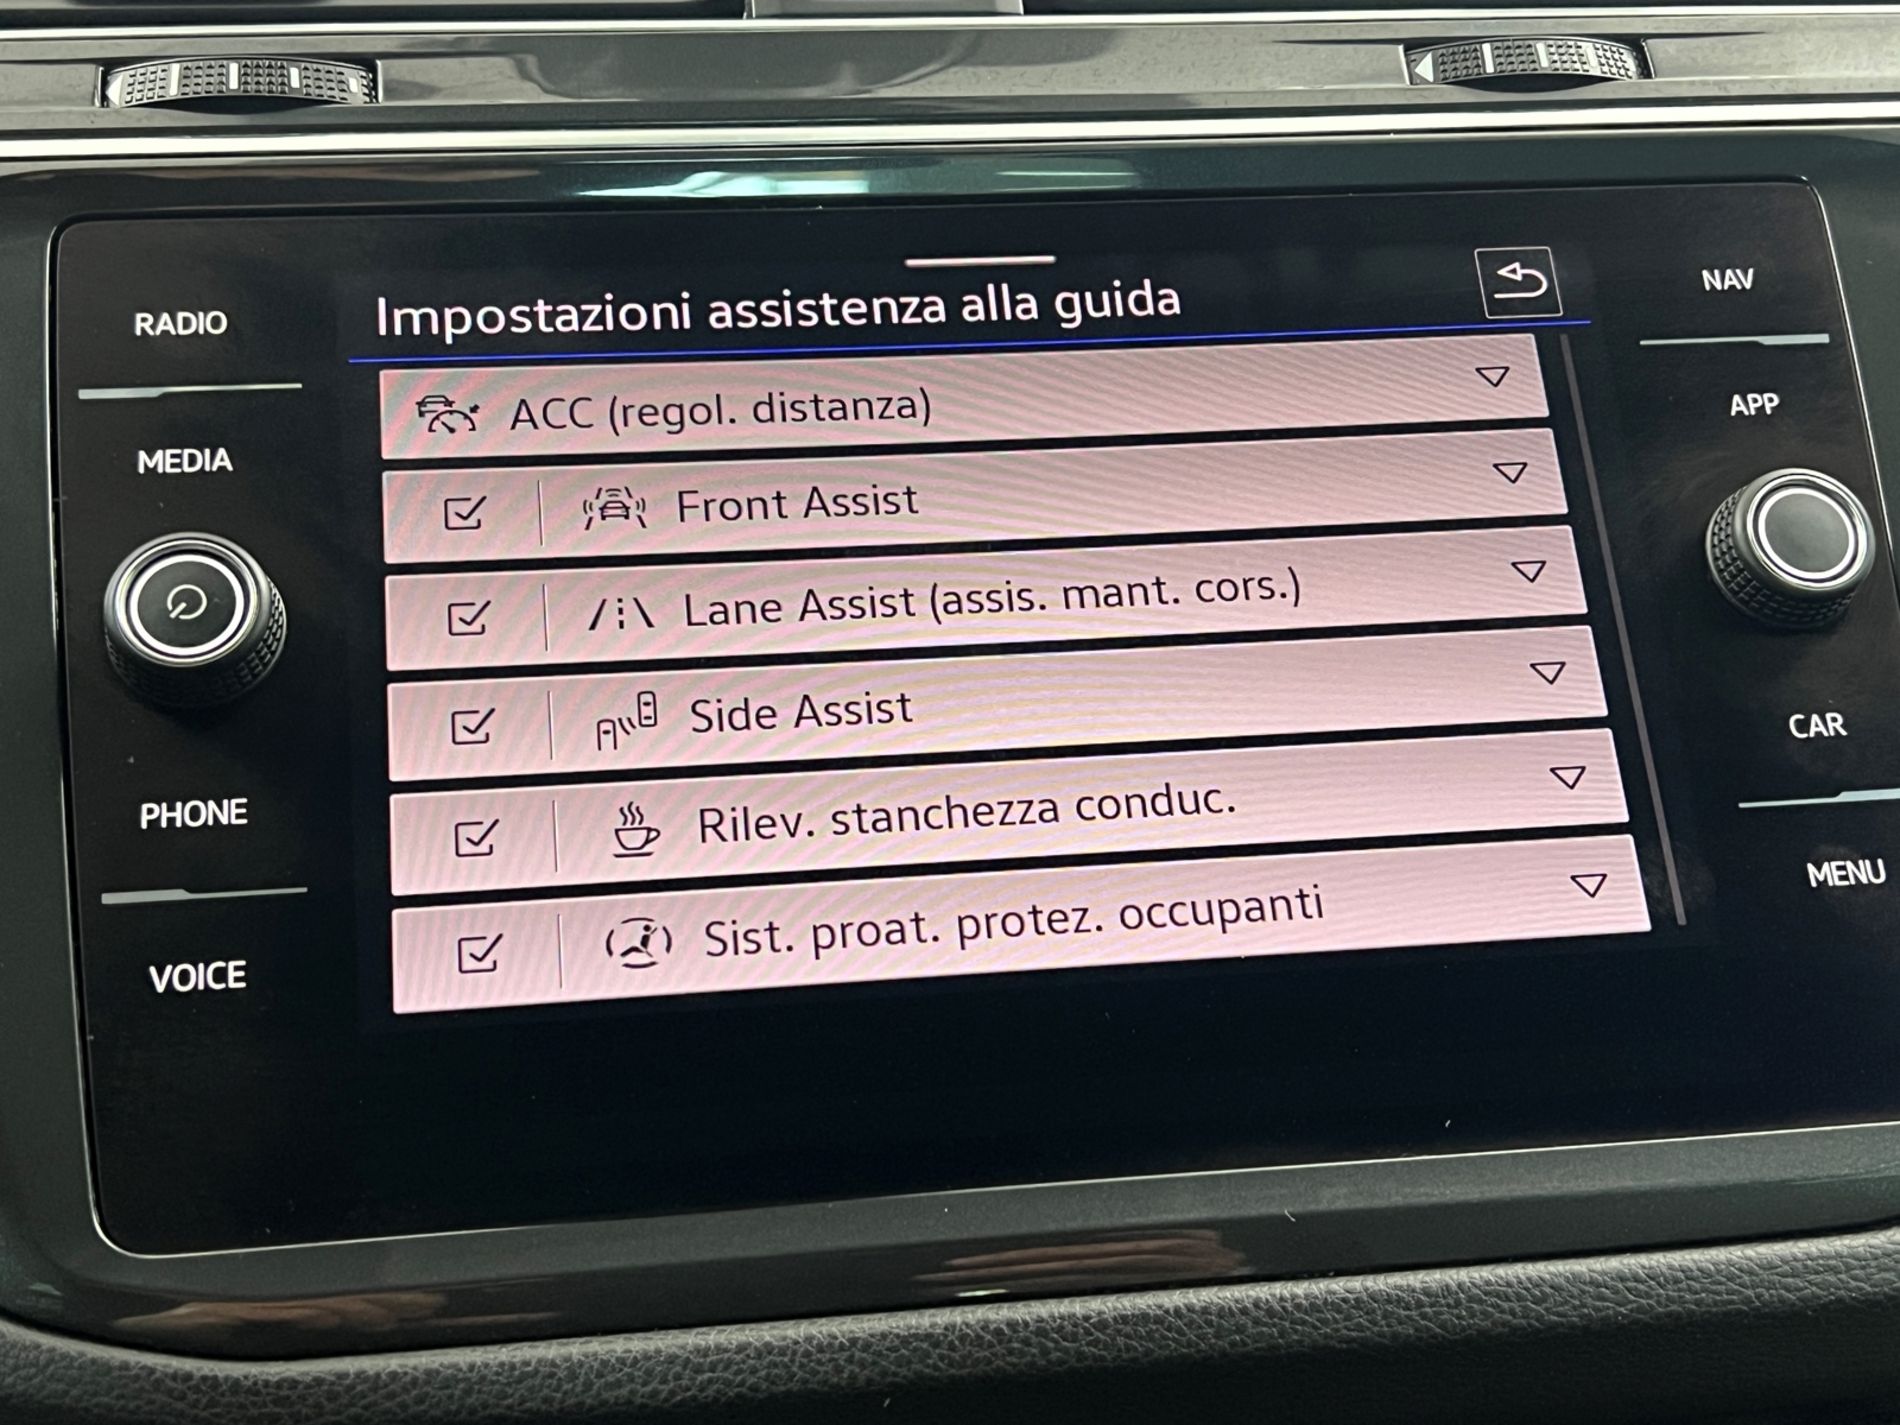 RADIO
MEDIA
PHONE
VOICE
Impostazioni assistenza alla guida
ACC (regol. distanza)
Front Assist
Lane Assist (assis. mant. cors.)
Side Assist
Rilev. stanchezza conduc.
Sist. proat. protez. occupanti
NAV
APP
CAR
MENU